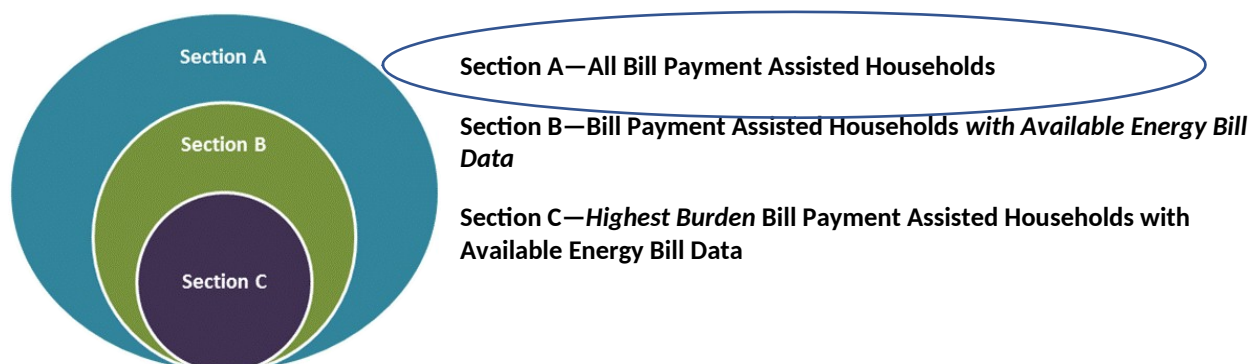 Section A
Section B
Section C
Section A—All Bill Payment Assisted Households
Section B—Bill Payment Assisted Households with Available Energy Bill
Data
Section C—Highest Burden Bill Payment Assisted Households with
Available Energy Bill Data